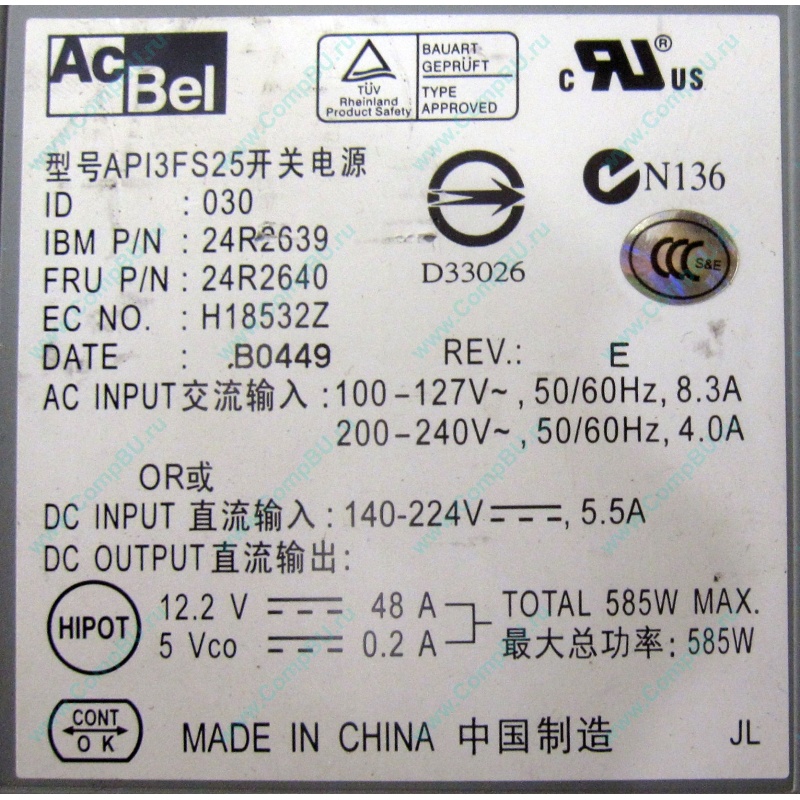 AcBel
TÜV
Rheinland
Product Safety
BAUART
GEPRÜFT
TYPE
APPROVED
c RU ® US
型号API3FS25开关电源
ID : 030
IBM P/N : 24R2639
FRU P/N : 24R2640
EC NO. : H18532Z
DATE : .B0449
REV.: E
D33026
N136
CCC S&E
AC INPUT交流输入:100-127V~, 50/60Hz, 8.3A
200-240V~, 50/60Hz, 4.0A
OR或
DC INPUT 直流输入: 140-224V⎓, 5.5A
DC OUTPUT直流输出:
HIPOT
12.2 V ⎓ 48 A
5 Vco ⎓ 0.2 A
TOTAL 585W MAX.
最大总功率: 585W
CONT
O K
MADE IN CHINA 中国制造
JL
www.CompBU.ru